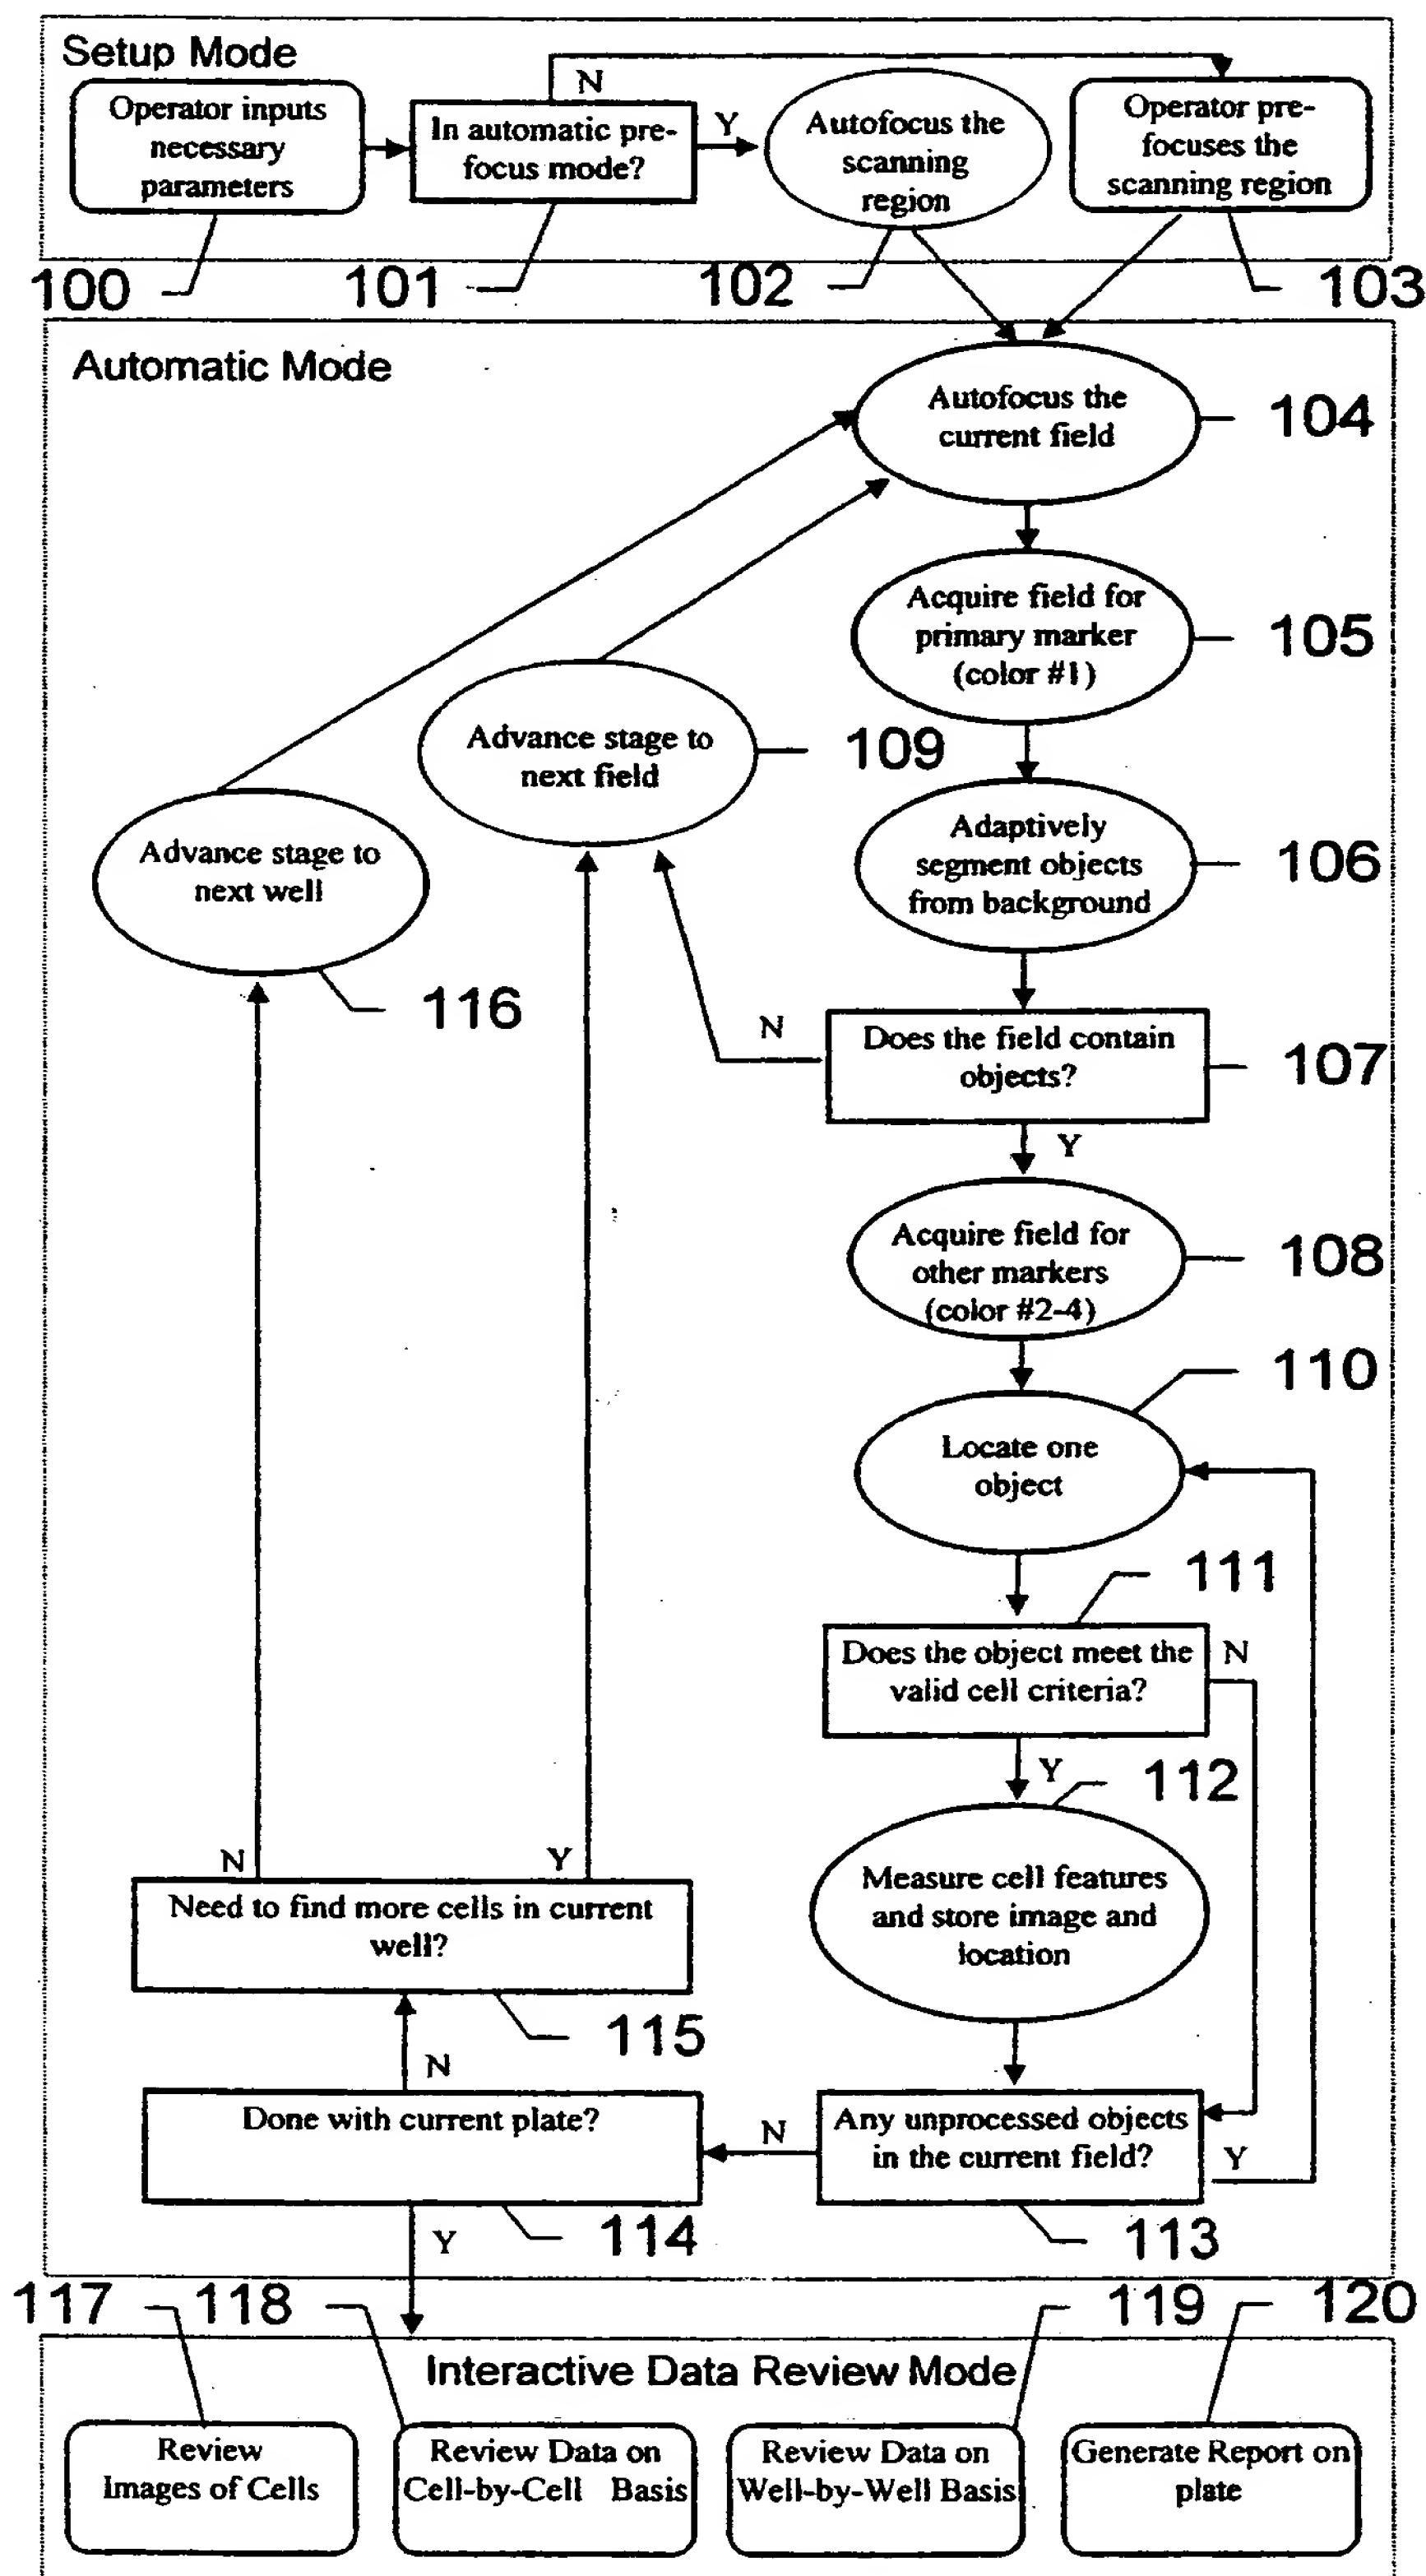 Setup Mode
Operator inputs
necessary
parameters
N
In automatic pre-
focus mode?
Y
Autofocus the
scanning
region
Operator pre-
focuses the
scanning region
100
101
102
103
Automatic Mode
Autofocus the
current field
104
Acquire field for
primary marker
(color #1)
105
Advance stage to
next field
109
Adaptively
segment objects
from background
106
Advance stage to
next well
116
N
Does the field contain
objects?
107
Y
Acquire field for
other markers
(color #2-4)
108
110
Locate one
object
111
Does the object meet the
valid cell criteria?
N
Y
112
Measure cell features
and store image and
location
N
Y
Need to find more cells in current
well?
115
N
Done with current plate?
N
Any unprocessed objects
in the current field?
Y
114
113
Y
117
118
119
120
Interactive Data Review Mode
Review
Images of Cells
Review Data on
Cell-by-Cell Basis
Review Data on
Well-by-Well Basis
Generate Report on
plate